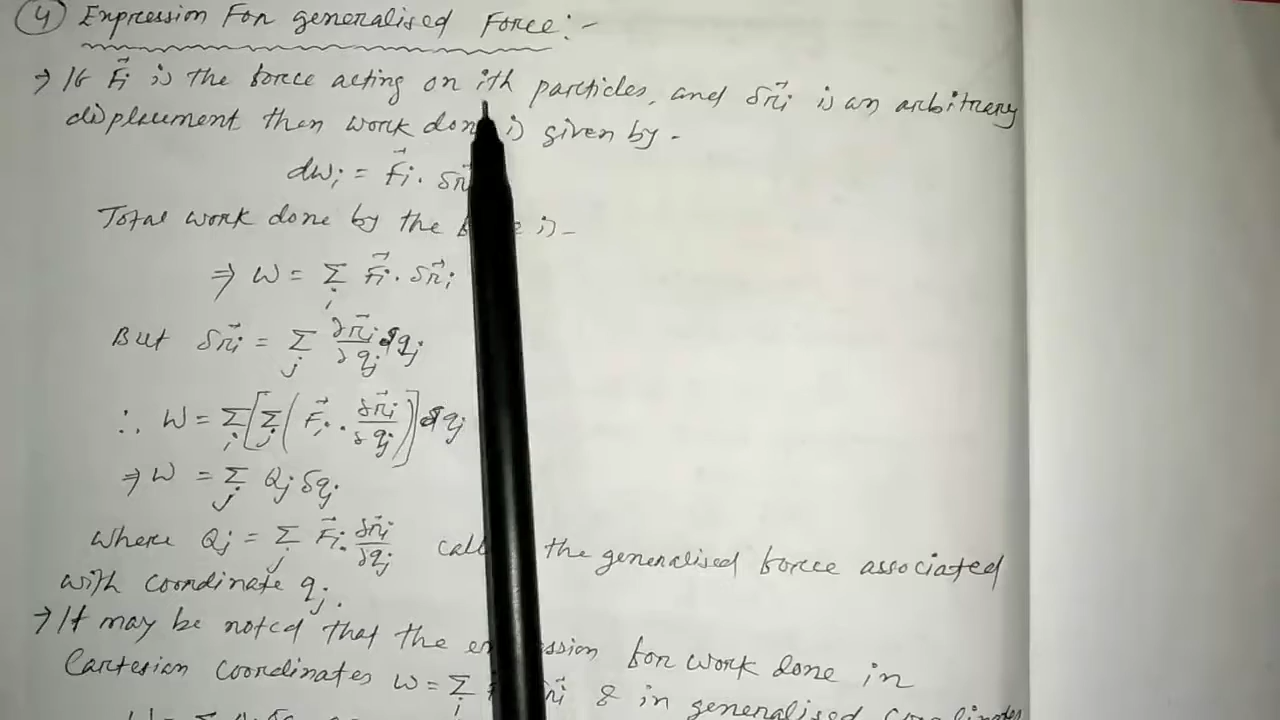 4 Expression For generalised Force:-
→ If F⃗i is the force acting on ith particles, and δr⃗i is an arbitrary
displacement then work done is given by -
dwi = F⃗i . δr⃗
Total work done by the is -
⇒ W = Σi F⃗i . δr⃗i
But δr⃗i = Σj ∂r⃗i/∂qj δqj
∴ W = Σi [Σj (F⃗i . ∂r⃗i/∂qj)] δqj
⇒ W = Σj Qj δqj
where Qj = Σj F⃗i . ∂r⃗i/∂qj the generalised force associated
with coordinate qj.
→ It may be noted that the for work done in
Cartesian coordinates W = Σi r⃗i & in generalised coordinates